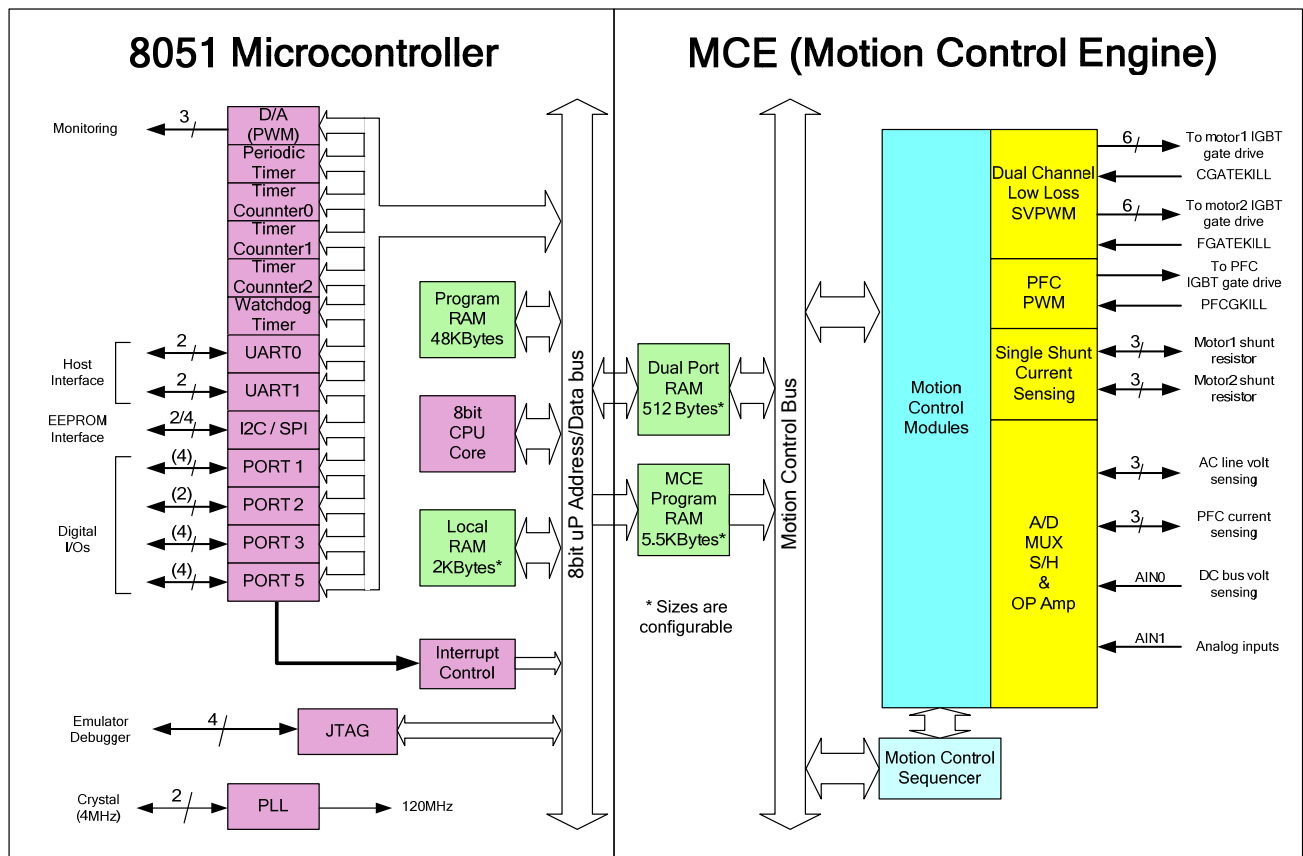 8051 Microcontroller
MCE (Motion Control Engine)
Monitoring
3
D/A
(PWM)
Periodic
Timer
Timer
Counnter0
Timer
Counnter1
Timer
Counnter2
Watchdog
Timer
Host
Interface
2
UART0
2
UART1
EEPROM
Interface
2/4
I2C / SPI
Digital
I/Os
(4)
PORT 1
(2)
PORT 2
(4)
PORT 3
(4)
PORT 5
Program
RAM
48KBytes
8bit
CPU
Core
Local
RAM
2KBytes*
Interrupt
Control
Emulator
Debugger
4
JTAG
Crystal
(4MHz)
2
PLL
120MHz
8bit uP Address/Data bus
Dual Port
RAM
512 Bytes*
MCE
Program
RAM
5.5KBytes*
* Sizes are
configurable
Motion Control Bus
Motion
Control
Modules
Motion Control
Sequencer
Dual Channel
Low Loss
SVPWM
PFC
PWM
Single Shunt
Current
Sensing
A/D
MUX
S/H
&
OP Amp
6
To motor1 IGBT
gate drive
CGATEKILL
6
To motor2 IGBT
gate drive
FGATEKILL
To PFC
IGBT gate drive
PFCGKILL
3
Motor1 shunt
resistor
3
Motor2 shunt
resistor
3
AC line volt
sensing
3
PFC current
sensing
AIN0
DC bus volt
sensing
AIN1
Analog inputs